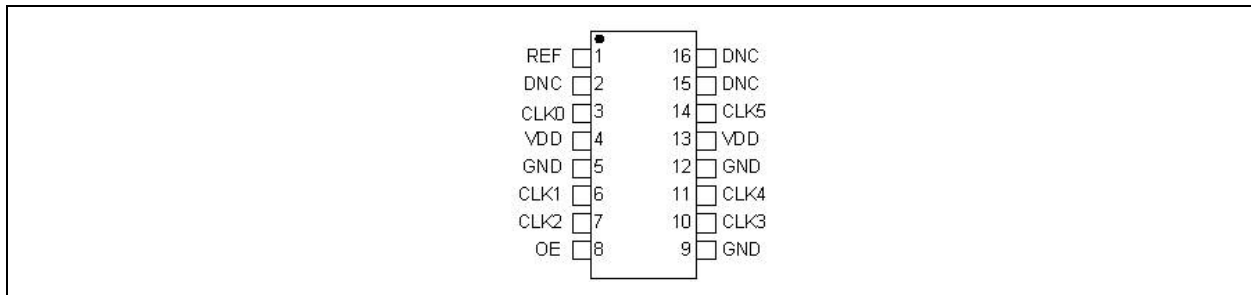 REF 1 16 DNC
DNC 2 15 DNC
CLK0 3 14 CLK5
VDD 4 13 VDD
GND 5 12 GND
CLK1 6 11 CLK4
CLK2 7 10 CLK3
OE 8 9 GND